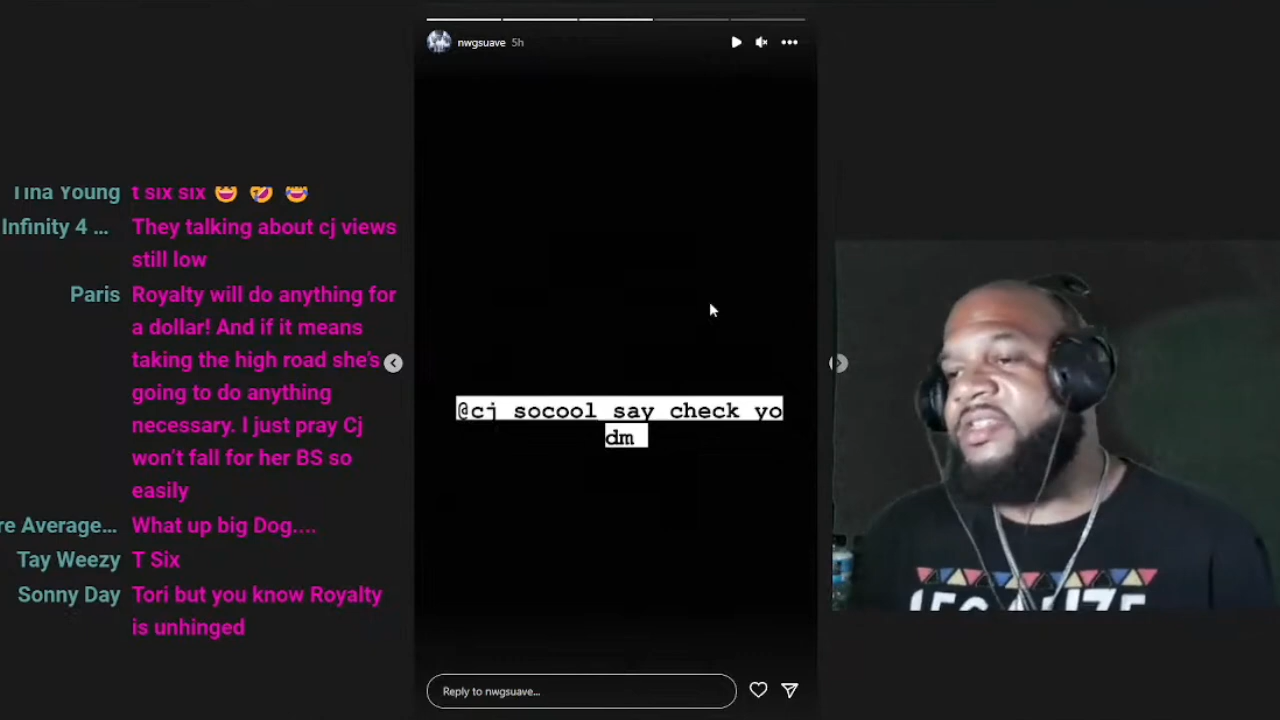 nwgsuave 5h
Tina Young t six six 😆 🤣 😂
Infinity 4 ... They talking about cj views
still low
Paris Royalty will do anything for
a dollar! And if it means
taking the high road she's
going to do anything
necessary. I just pray Cj
won't fall for her BS so
easily
re Average... What up big Dog....
Tay Weezy T Six
Sonny Day Tori but you know Royalty
is unhinged
@cj socool say check yo
dm
Reply to nwgsuave...